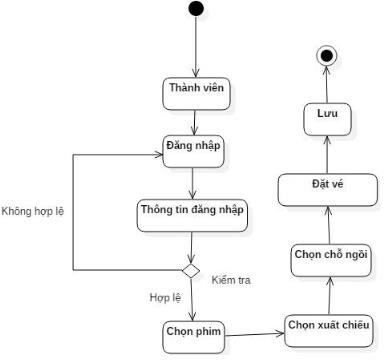 Thành viên
Đăng nhập
Thông tin đăng nhập
Không hợp lệ
Kiểm tra
Hợp lệ
Chọn phim
Chọn xuất chiếu
Chọn chỗ ngồi
Đặt vé
Lưu